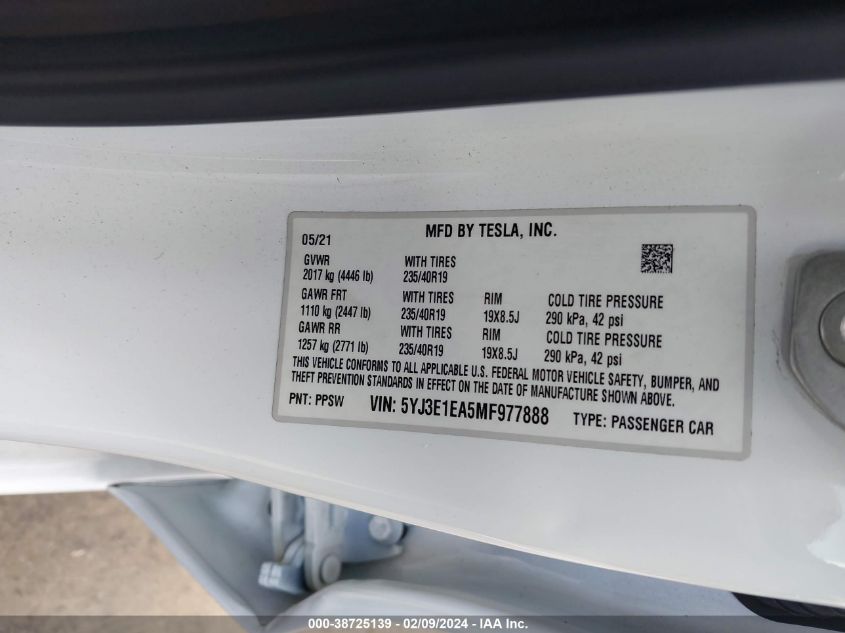 05/21 MFD BY TESLA, INC.
GVWR WITH TIRES
2017 kg (4446 lb) 235/40R19
GAWR FRT WITH TIRES RIM COLD TIRE PRESSURE
1110 kg (2447 lb) 235/40R19 19X8.5J 290 kPa, 42 psi
GAWR RR WITH TIRES RIM COLD TIRE PRESSURE
1257 kg (2771 lb) 235/40R19 19X8.5J 290 kPa, 42 psi
THIS VEHICLE CONFORMS TO ALL APPLICABLE U.S. FEDERAL MOTOR VEHICLE SAFETY, BUMPER, AND
THEFT PREVENTION STANDARDS IN EFFECT ON THE DATE OF MANUFACTURE SHOWN ABOVE.
PNT: PPSW VIN: 5YJ3E1EA5MF977888 TYPE: PASSENGER CAR
000-38725139 - 02/09/2024 - IAA Inc.